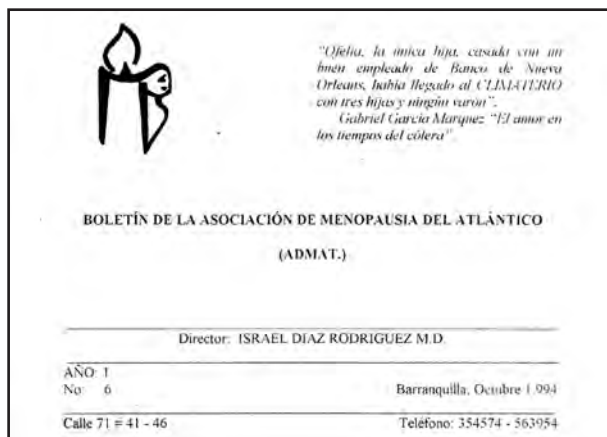 "Ofelia, la única hija, casada con un
buen empleado de Banco de Nueva
Orleans, había llegado al CLIMATERIO
con tres hijas y ningún varón".
Gabriel García Marquez "El amor en
los tiempos del cólera"
BOLETÍN DE LA ASOCIACIÓN DE MENOPAUSIA DEL ATLÁNTICO
(ADMAT.)
Director: ISRAEL DIAZ RODRIGUEZ M.D.
AÑO: 1
No: 6 Barranquilla, Octubre 1.994
Calle 71 # 41 - 46 Teléfono: 354574 - 563954